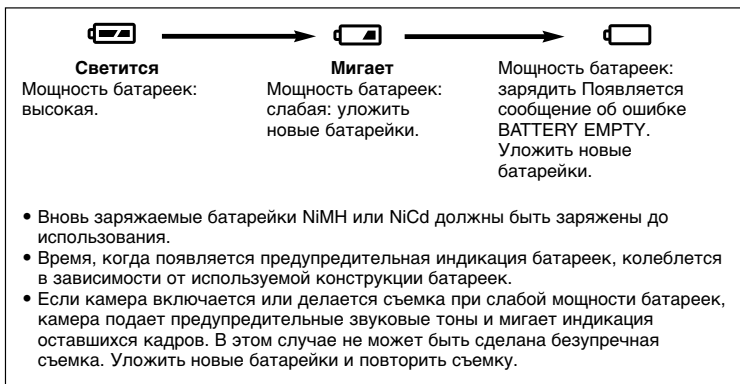 Светится
Мощность батареек:
высокая.
Мигает
Мощность батареек:
слабая: уложить
новые батарейки.
Мощность батареек:
зарядить Появляется
сообщение об ошибке
BATTERY EMPTY.
Уложить новые
батарейки.
• Вновь заряжаемые батарейки NiMH или NiCd должны быть заряжены до
использования.
• Время, когда появляется предупредительная индикация батареек, колеблется
в зависимости от используемой конструкции батареек.
• Если камера включается или делается съемка при слабой мощности батареек,
камера подает предупредительные звуковые тоны и мигает индикация
оставшихся кадров. В этом случае не может быть сделана безупречная
съемка. Уложить новые батарейки и повторить съемку.